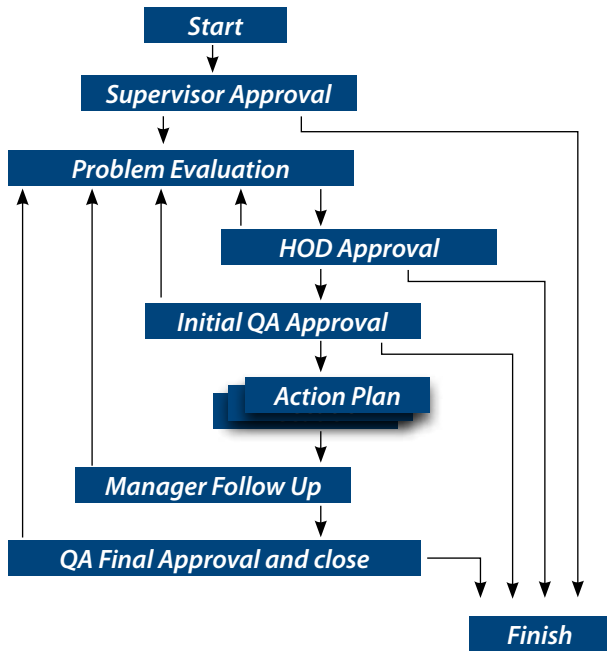 Start
Supervisor Approval
Problem Evaluation
HOD Approval
Initial QA Approval
Action Plan
Manager Follow Up
QA Final Approval and close
Finish